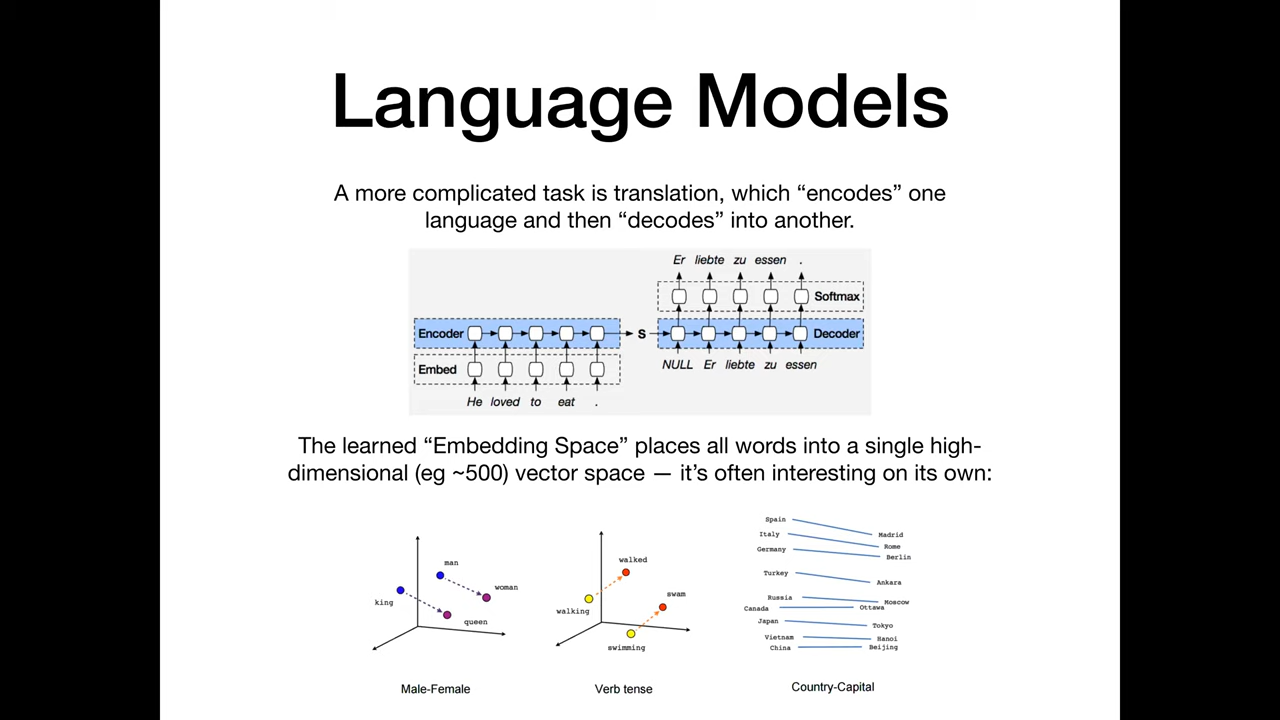 Language Models
A more complicated task is translation, which “encodes” one
language and then “decodes” into another.
Er liebte zu essen .
Softmax
Encoder
S
Decoder
NULL Er liebte zu essen
Embed
He loved to eat .
The learned “Embedding Space” places all words into a single high-
dimensional (eg ~500) vector space — it’s often interesting on its own:
man
woman
king
queen
Male-Female
walked
swam
walking
swimming
Verb tense
Spain Madrid
Italy Rome
Germany Berlin
Turkey Ankara
Russia Moscow
Canada Ottawa
Japan Tokyo
Vietnam Hanoi
China Beijing
Country-Capital